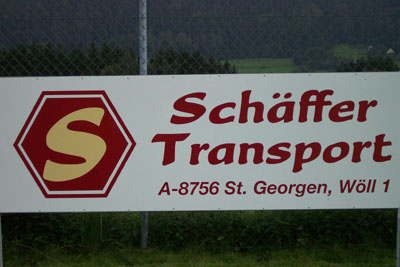 S
Schäffer
Transport
A-8756 St. Georgen, Wöll 1